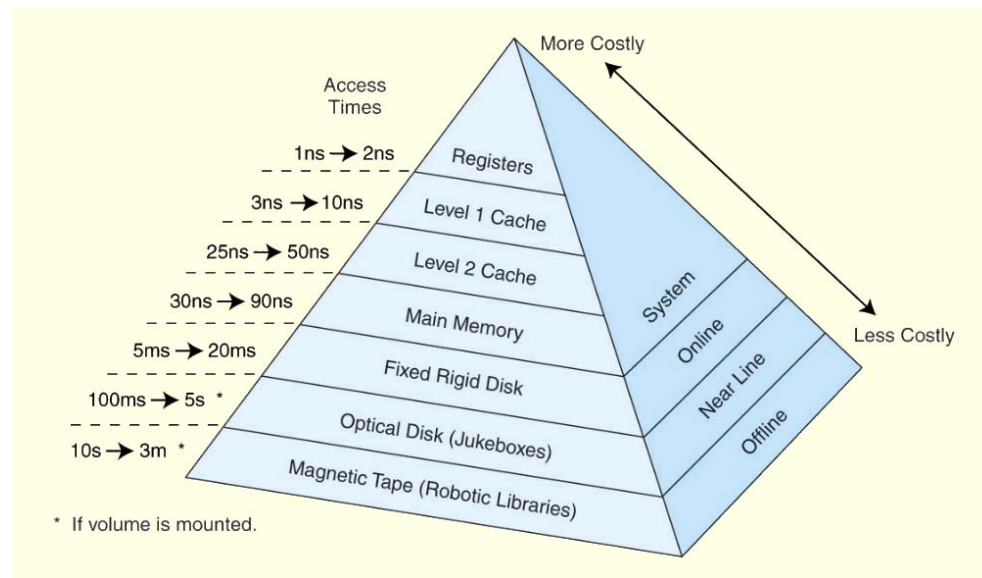 More Costly
Access
Times
1ns → 2ns
Registers
3ns → 10ns
Level 1 Cache
25ns → 50ns
Level 2 Cache
System
30ns → 90ns
Main Memory
Online
Less Costly
5ms → 20ms
Fixed Rigid Disk
Near Line
100ms → 5s *
Optical Disk (Jukeboxes)
Offline
10s → 3m *
Magnetic Tape (Robotic Libraries)
* If volume is mounted.